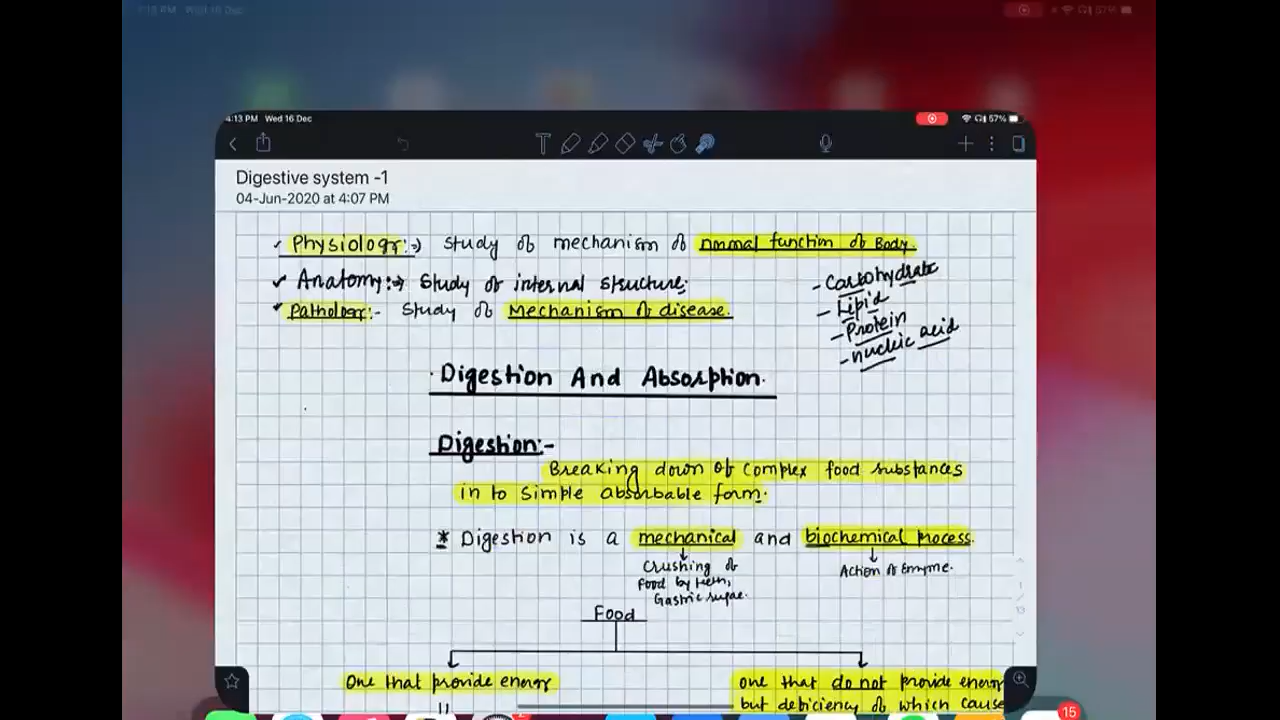 4:13 PM Wed 16 Dec
57%
Digestive system -1
04-Jun-2020 at 4:07 PM
Physiology:→ study of mechanism of normal function of Body.
Anatomy:→ study of internal structure.
Pathology:- study of Mechanism of disease.
- Carbohydrate
- Lipid
- Protein
- nucleic acid
Digestion And Absorption.
Digestion:-
Breaking down of complex food substances
in to simple absorbable form.
* Digestion is a mechanical and biochemical process.
Crushing of
Food by teeth,
Gastric
Action of Enzyme.
Food
One that provide energy
one that do not provide energy
but deficiency of which cause
15